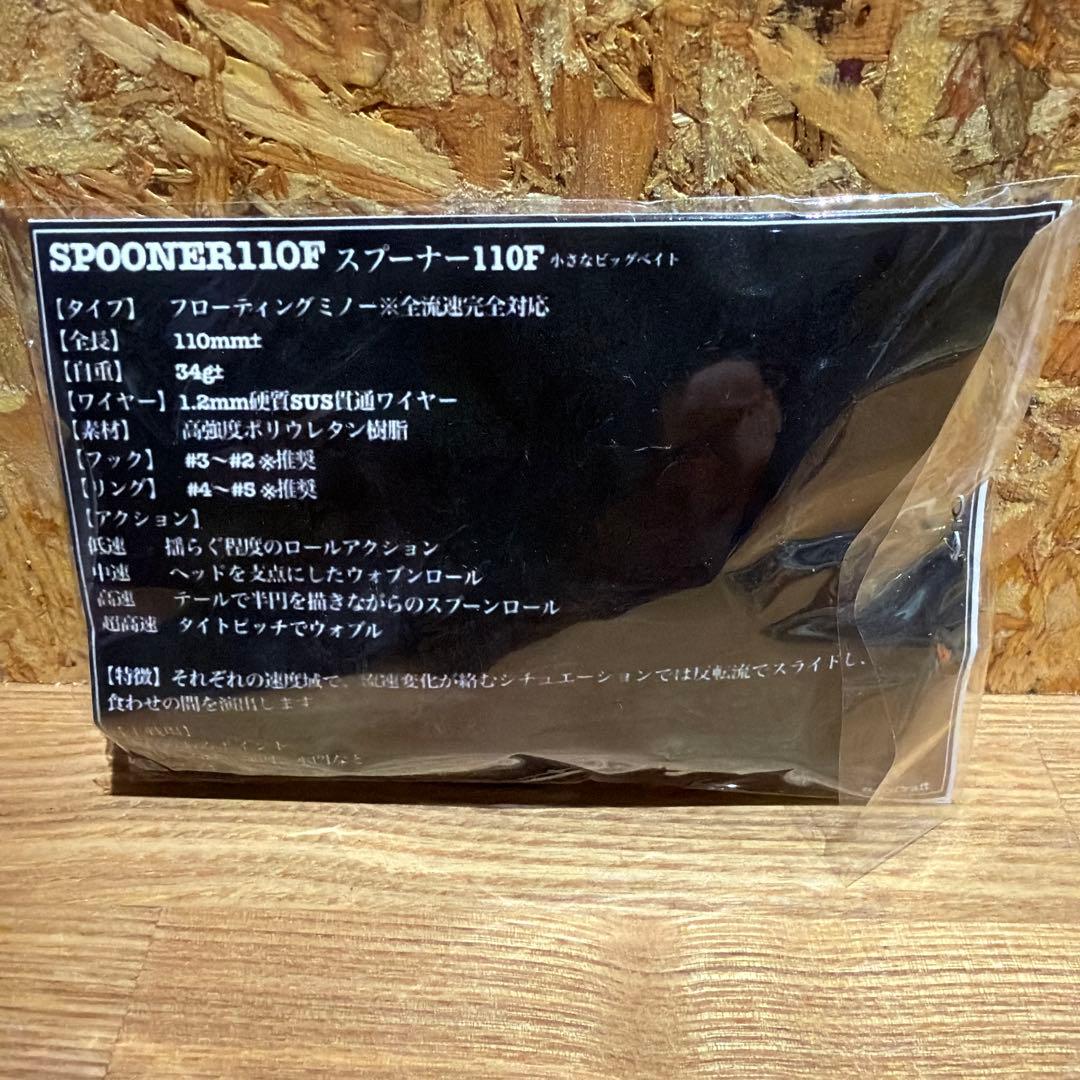 SPOONER110F スプーナー110F 小さなビッグベイト
【タイプ】 フローティングミノー※全流速完全対応
【全長】 110mm±
【自重】 34g±
【ワイヤー】1.2mm硬質SUS貫通ワイヤー
【素材】 高強度ポリウレタン樹脂
【フック】 #3〜#2 ※推奨
【リング】 #4〜#5 ※推奨
【アクション】
低速 揺らぐ程度のロールアクション
中速 ヘッドを支点にしたウォブンロール
高速 テールで半円を描きながらのスプーンロール
超高速 タイトピッチでウォブル
【特徴】それぞれの速度域で、流速変化が絡むシチュエーションでは反転流でスライドし、
食わせの間を演出します
ポイント
など